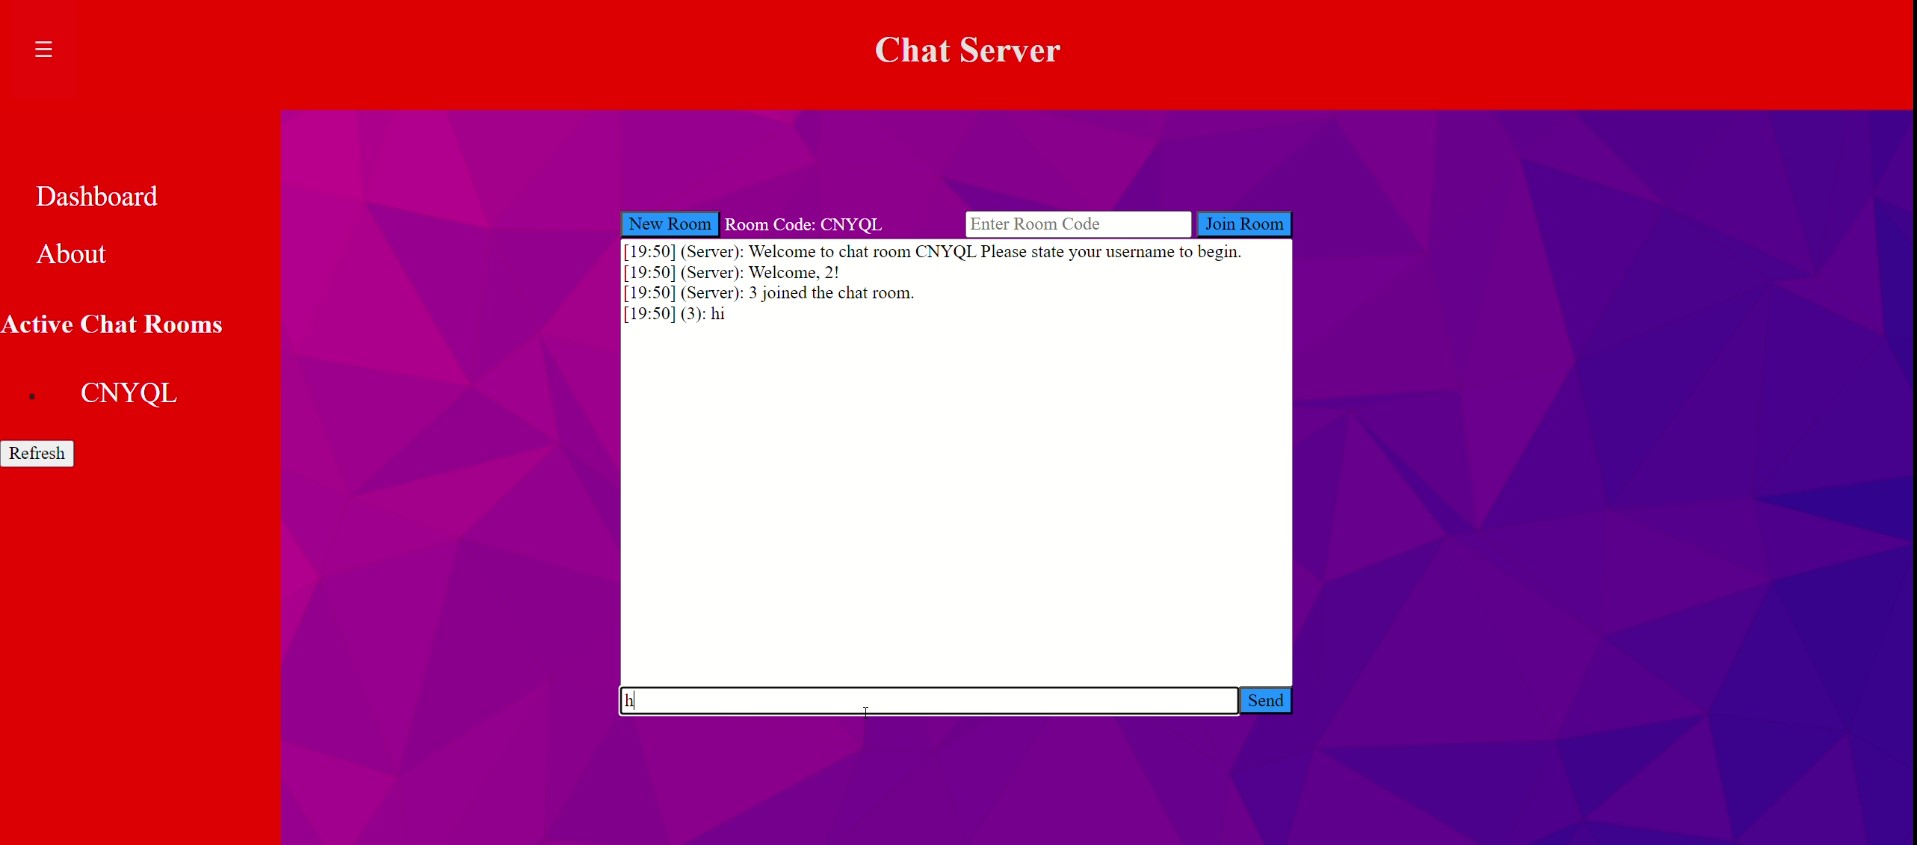 ☰
Chat Server
Dashboard
About
Active Chat Rooms
CNYQL
Refresh
New Room Room Code: CNYQL Enter Room Code Join Room
[19:50] (Server): Welcome to chat room CNYQL Please state your username to begin.
[19:50] (Server): Welcome, 2!
[19:50] (Server): 3 joined the chat room.
[19:50] (3): hi
h
Send